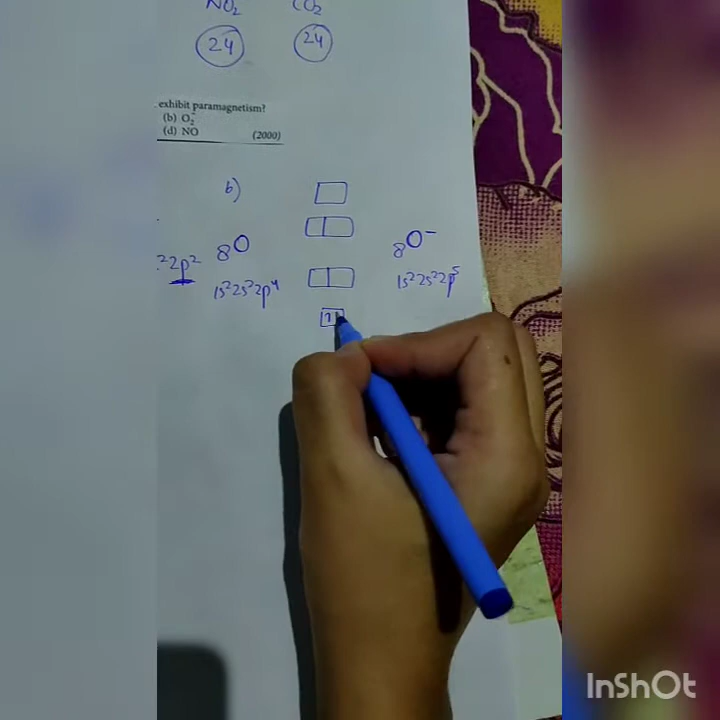 NO2 CO2
24 24
exhibit paramagnetism?
(b) O2-
(d) NO (2000)
b)
8O 8O-
22p2 1s22s22p4 1s22s22p5
InShOt